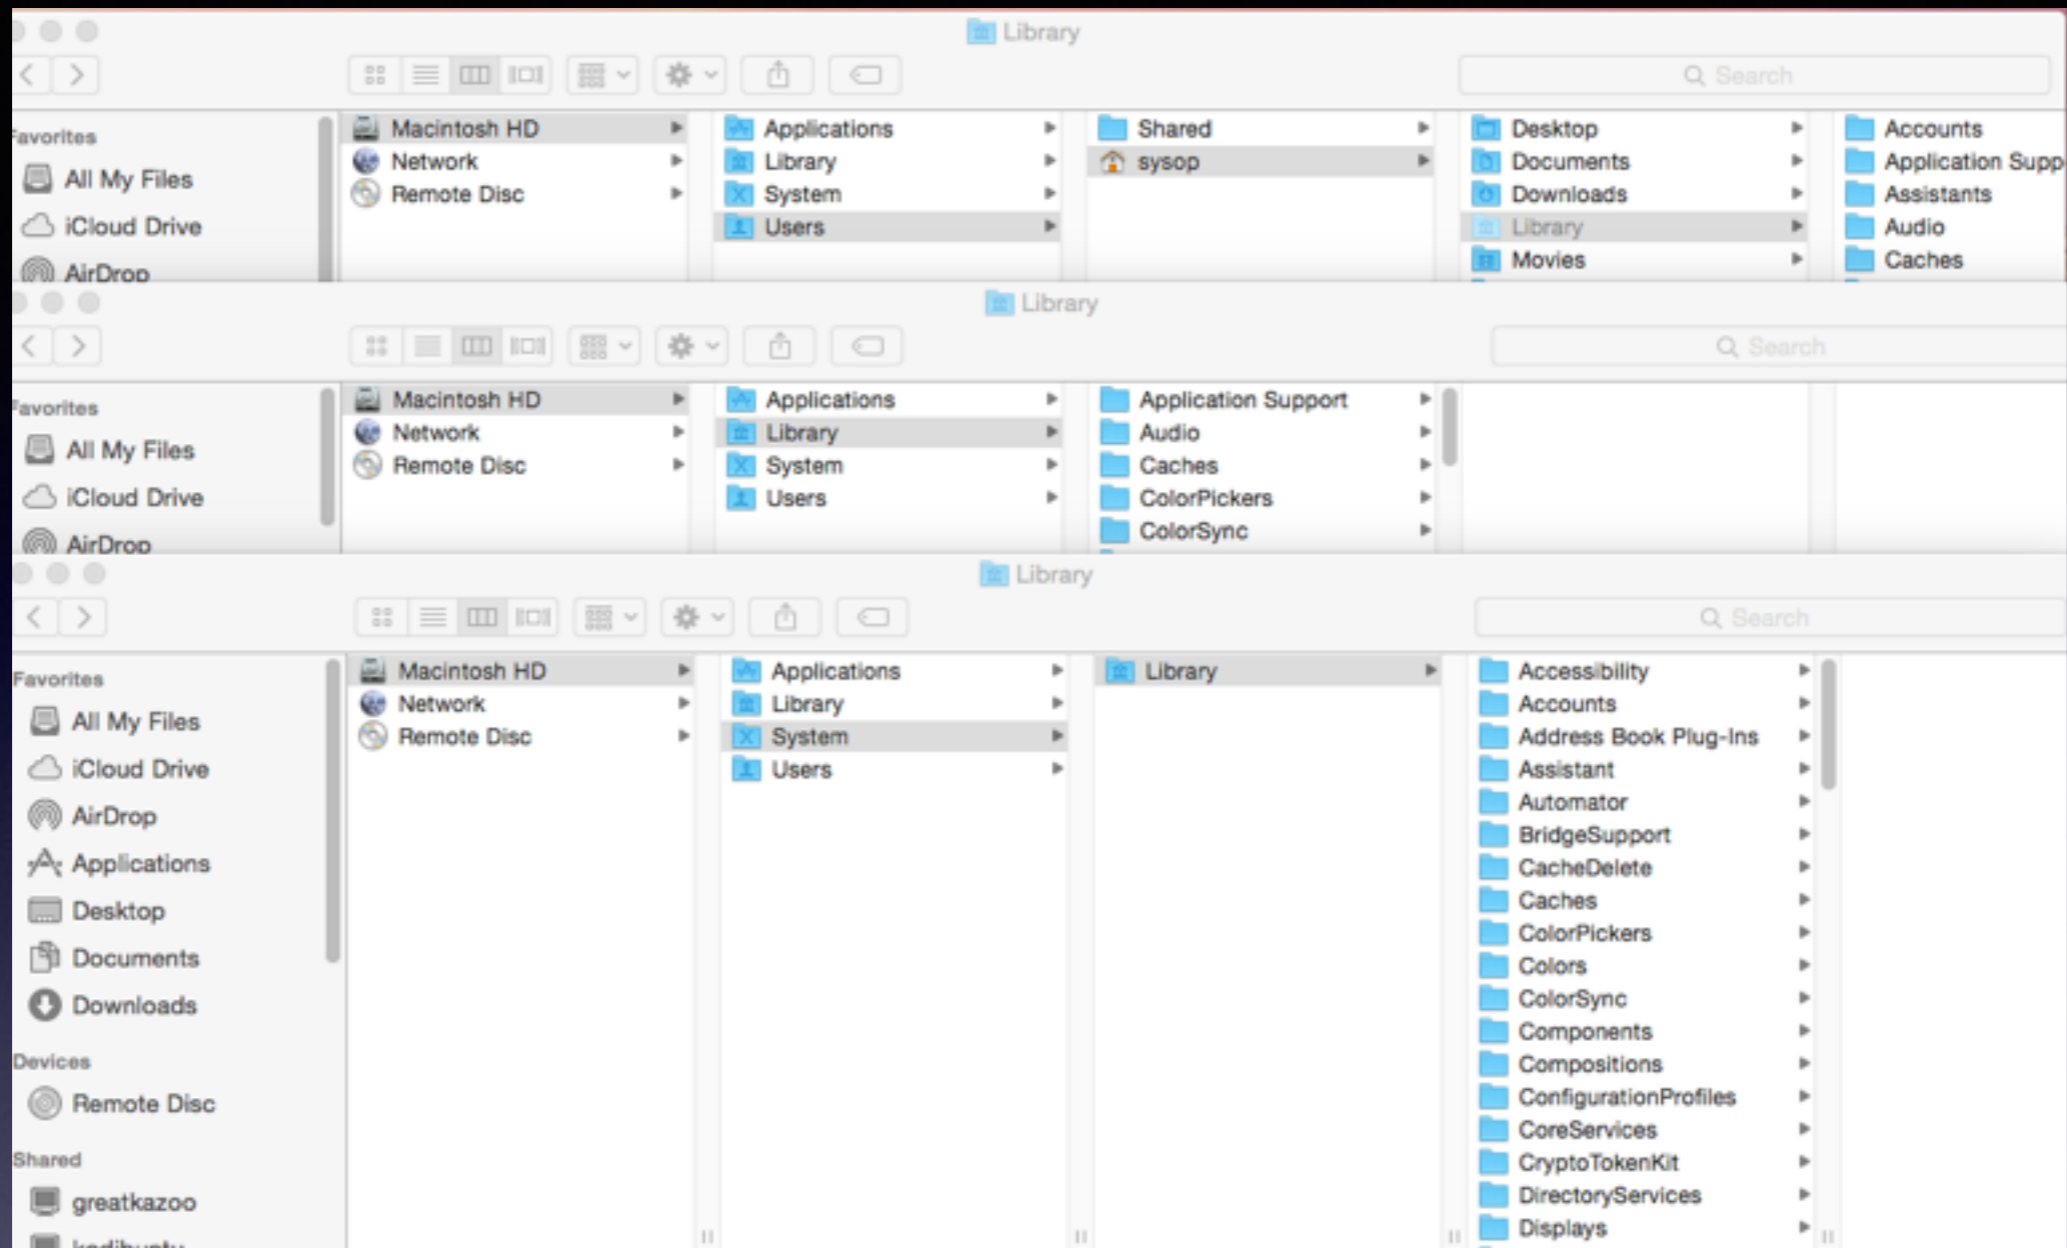 Library
Search
Favorites
All My Files
iCloud Drive
AirDrop
Macintosh HD
Network
Remote Disc
Applications
Library
System
Users
Shared
sysop
Desktop
Documents
Downloads
Library
Movies
Accounts
Application Supp
Assistants
Audio
Caches
Library
Search
Favorites
All My Files
iCloud Drive
AirDrop
Macintosh HD
Network
Remote Disc
Applications
Library
System
Users
Application Support
Audio
Caches
ColorPickers
ColorSync
Library
Search
Favorites
All My Files
iCloud Drive
AirDrop
Applications
Desktop
Documents
Downloads
Devices
Remote Disc
Shared
greatkazoo
Macintosh HD
Network
Remote Disc
Applications
Library
System
Users
Library
Accessibility
Accounts
Address Book Plug-Ins
Assistant
Automator
BridgeSupport
CacheDelete
Caches
ColorPickers
Colors
ColorSync
Components
Compositions
ConfigurationProfiles
CoreServices
CryptoTokenKit
DirectoryServices
Displays